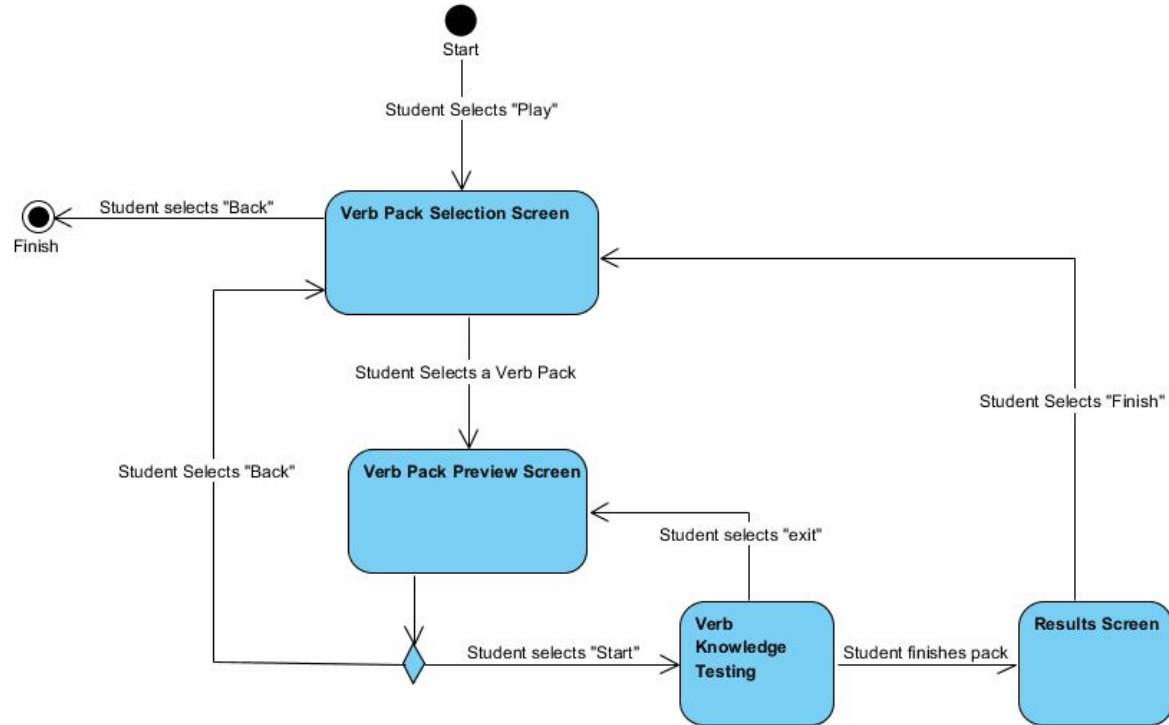 Start
Student Selects "Play"
Student selects "Back"
Verb Pack Selection Screen
Finish
Student Selects a Verb Pack
Student Selects "Finish"
Student Selects "Back"
Verb Pack Preview Screen
Student selects "exit"
Verb
Knowledge
Testing
Results Screen
Student selects "Start"
Student finishes pack